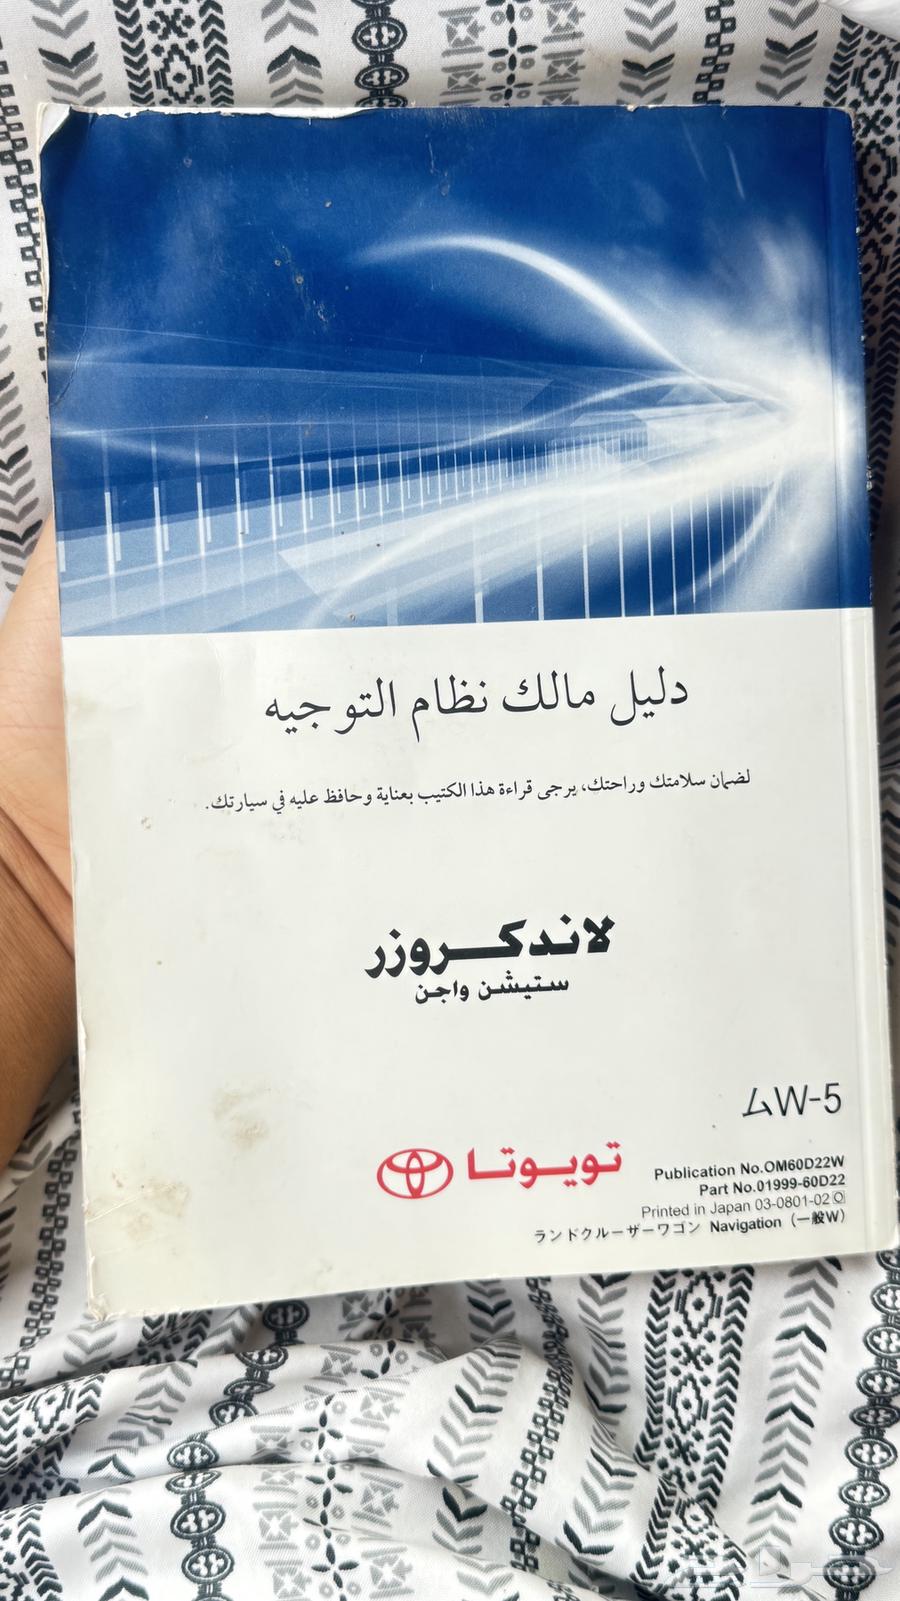 دليل مالك نظام التوجيه
لضمان سلامتك وراحتك، يرجى قراءة هذا الكتيب بعناية وحافظ عليه في سيارتك.
لاندكروزر
ستيشن واجن
ムW-5
تويوتا
Publication No.OM60D22W
Part No.01999-60D22
Printed in Japan 03-0801-02 Q
ランドクルーザーワゴン Navigation（一般W）